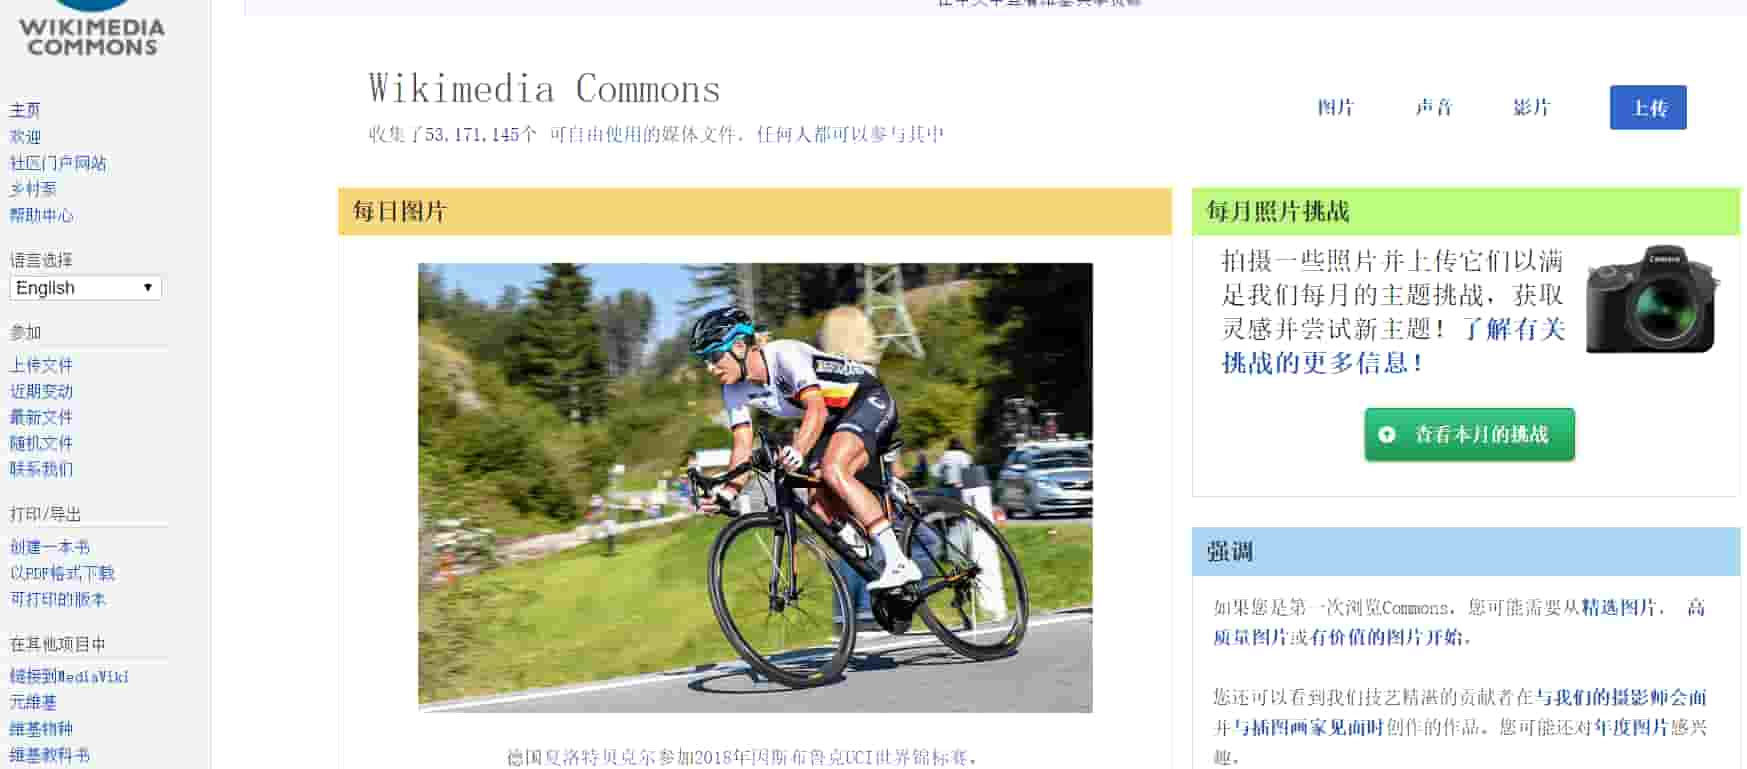 WIKIMEDIA
COMMONS
主页
欢迎
社区门户网站
乡村泵
帮助中心
语言选择
English
参加
上传文件
近期变动
最新文件
随机文件
联系我们
打印/导出
创建一本书
以PDF格式下载
可打印的版本
在其他项目中
链接到MediaWiki
元维基
维基物种
维基教科书
Wikimedia Commons
收集了53,171,145个 可自由使用的媒体文件，任何人都可以参与其中
图片 声音 影片 上传
每日图片
德国夏洛特贝克尔参加2018年因斯布鲁克UCI世界锦标赛。
每月照片挑战
拍摄一些照片并上传它们以满
足我们每月的主题挑战，获取
灵感并尝试新主题！了解有关
挑战的更多信息！
Camera
查看本月的挑战
强调
如果您是第一次浏览Commons，您可能需要从精选图片， 高
质量图片或有价值的图片开始。
您还可以看到我们技艺精湛的贡献者在与我们的摄影师会面
并与插图画家见面时创作的作品。您可能还对年度图片感兴
趣。